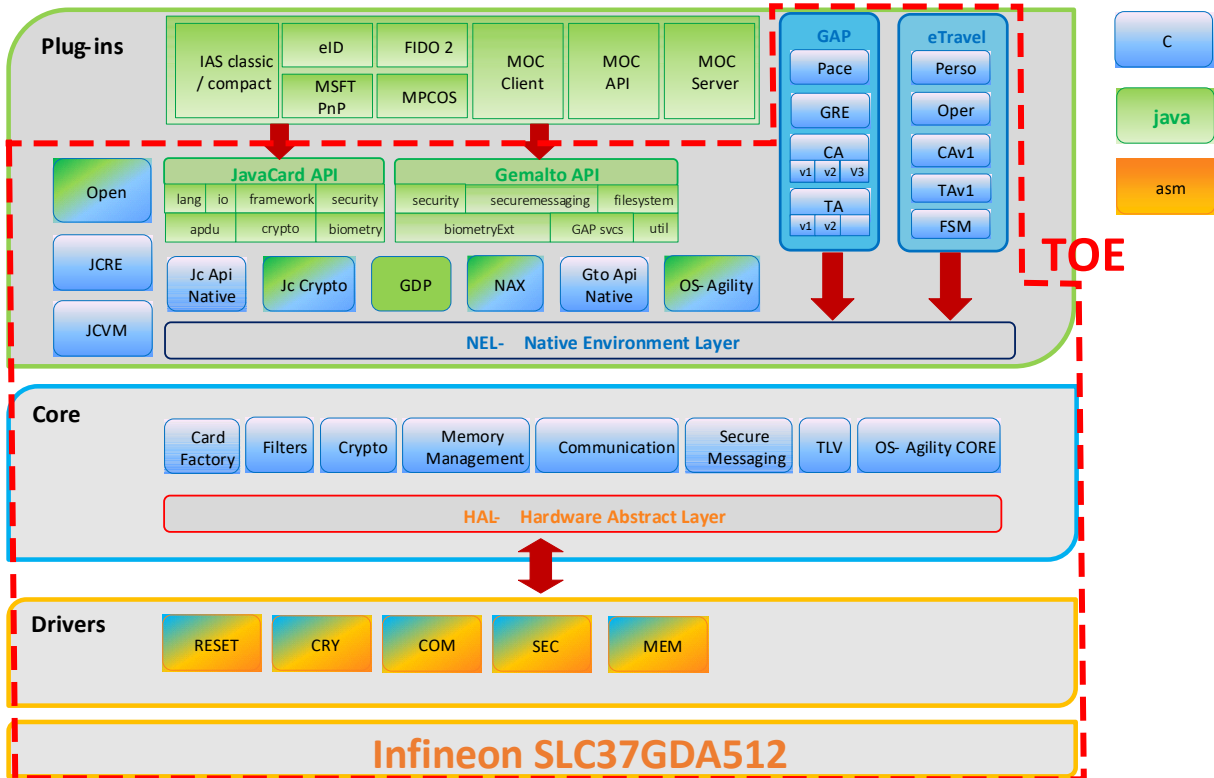 Plug-ins
IAS classic
/ compact
eID
FIDO 2
MSFT
PnP
MPCOS
MOC
Client
MOC
API
MOC
Server
GAP
Pace
GRE
CA
v1 v2 V3
TA
v1 v2
eTravel
Perso
Oper
CAv1
TAv1
FSM
C
java
asm
TOE
Open
JCRE
JCVM
JavaCard API
lang io framework security
apdu crypto biometry
Gemalto API
security securemessaging filesystem
biometryExt GAP svcs util
Jc Api
Native
Jc Crypto
GDP
NAX
Gto Api
Native
OS- Agility
NEL- Native Environment Layer
Core
Card
Factory
Filters
Crypto
Memory
Management
Communication
Secure
Messaging
TLV
OS- Agility CORE
HAL- Hardware Abstract Layer
Drivers
RESET
CRY
COM
SEC
MEM
Infineon SLC37GDA512